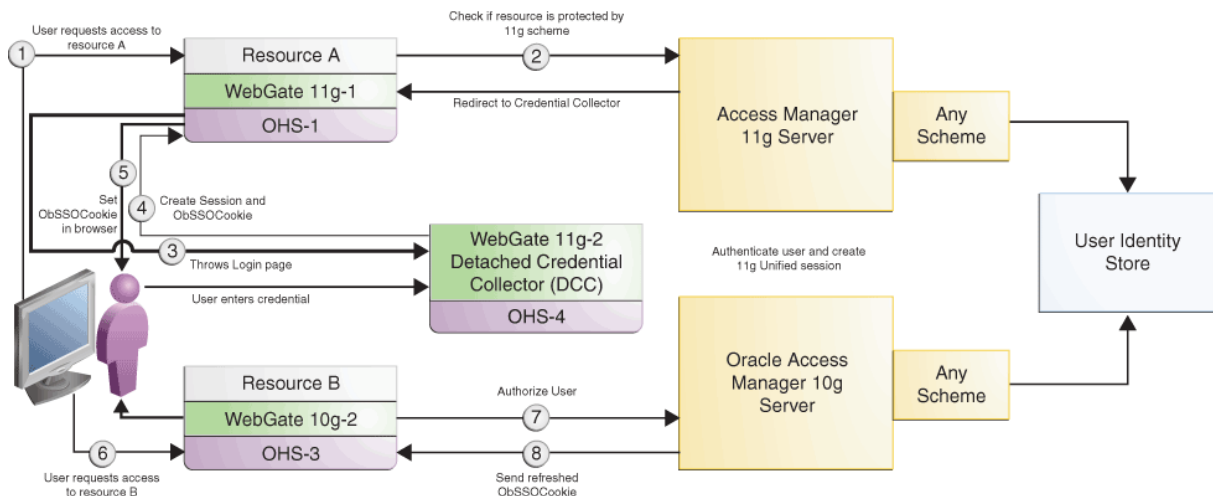 1
User requests access to
resource A
Resource A
WebGate 11g-1
OHS-1
Check if resource is protected by
11g scheme
2
Redirect to Credential Collector
Access Manager
11g Server
Any
Scheme
5
Set
ObSSOCookie
in browser
4
Create Session and
ObSSOCookie
3
Throws Login page
User enters credential
WebGate 11g-2
Detached Credential
Collector (DCC)
OHS-4
Authenticate user and create
11g Unified session
User Identity
Store
Resource B
WebGate 10g-2
OHS-3
6
User requests access
to resource B
Authorize User
7
8
Send refreshed
ObSSOCookie
Oracle Access
Manager 10g
Server
Any
Scheme